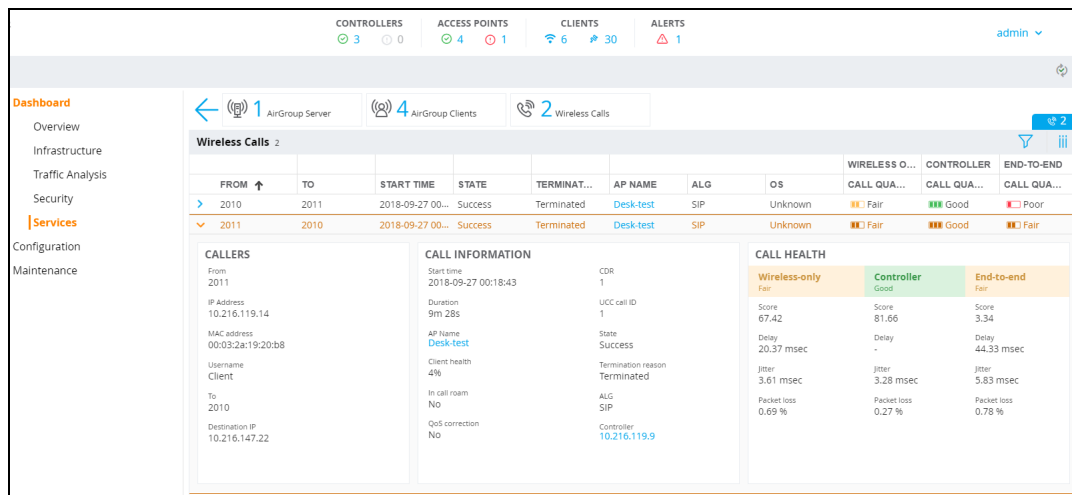 CONTROLLERS ACCESS POINTS CLIENTS ALERTS
3 0 4 1 6 30 1
admin
Dashboard
Overview
Infrastructure
Traffic Analysis
Security
Services
Configuration
Maintenance
1 AirGroup Server 4 AirGroup Clients 2 Wireless Calls
2
Wireless Calls 2
WIRELESS O... CONTROLLER END-TO-END
FROM TO START TIME STATE TERMINAT... AP NAME ALG OS CALL QUA... CALL QUA... CALL QUA...
2010 2011 2018-09-27 00... Success Terminated Desk-test SIP Unknown Fair Good Poor
2011 2010 2018-09-27 00... Success Terminated Desk-test SIP Unknown Fair Good Fair
CALLERS
From
2011
IP Address
10.216.119.14
MAC address
00:03:2a:19:20:b8
Username
Client
To
2010
Destination IP
10.216.147.22
CALL INFORMATION
Start time
2018-09-27 00:18:43
Duration
9m 28s
AP Name
Desk-test
Client health
4%
In call roam
No
QoS correction
No
CDR
1
UCC call ID
1
State
Success
Termination reason
Terminated
ALG
SIP
Controller
10.216.119.9
CALL HEALTH
Wireless-only Controller End-to-end
Fair Good Fair
Score Score Score
67.42 81.66 3.34
Delay Delay Delay
20.37 msec - 44.33 msec
Jitter Jitter Jitter
3.61 msec 3.28 msec 5.83 msec
Packet loss Packet loss Packet loss
0.69 % 0.27 % 0.78 %